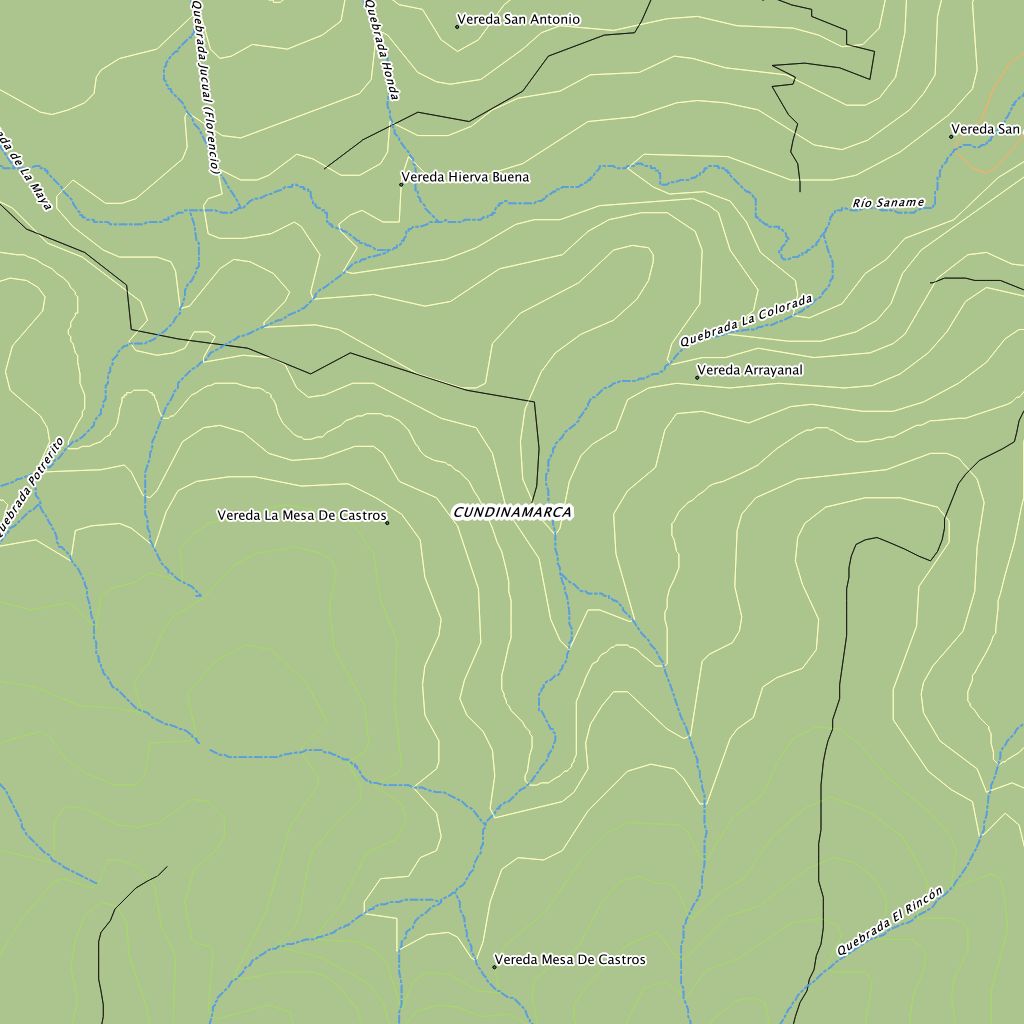 Vereda San Antonio
Quebrada Jucual (Florencio)
Quebrada Honda
Vereda San
de La Maya
Vereda Hierva Buena
Río Saname
Quebrada La Colorada
Vereda Arrayanal
Quebrada Potrerito
Vereda La Mesa De Castros
CUNDINAMARCA
Quebrada El Rincón
Vereda Mesa De Castros